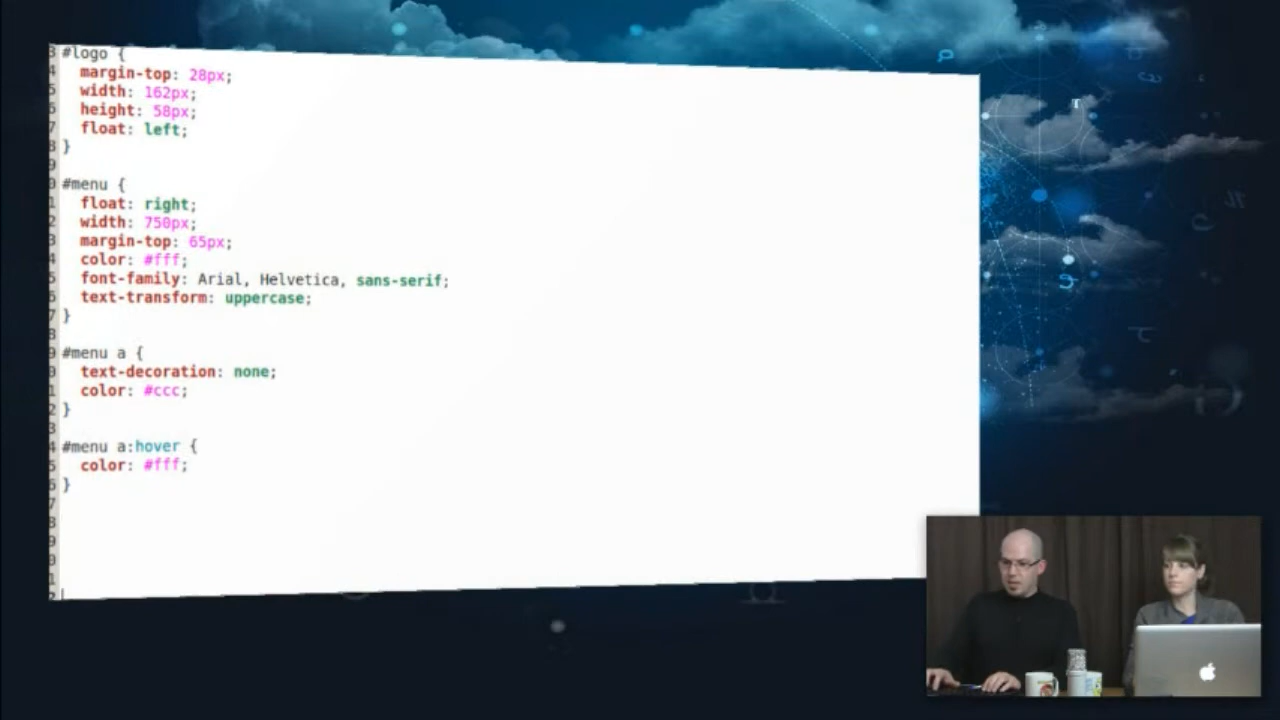 #logo {
margin-top: 28px;
width: 162px;
height: 58px;
float: left;
}
#menu {
float: right;
width: 750px;
margin-top: 65px;
color: #fff;
font-family: Arial, Helvetica, sans-serif;
text-transform: uppercase;
}
#menu a {
text-decoration: none;
color: #ccc;
}
#menu a:hover {
color: #fff;
}